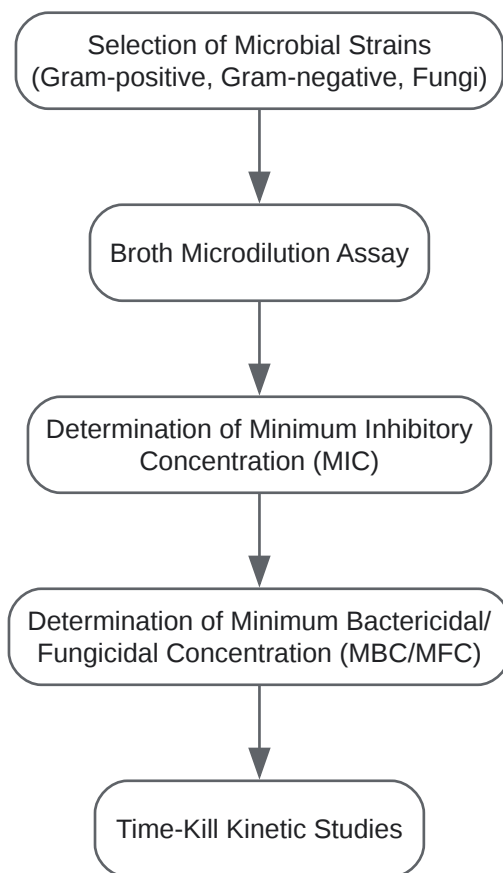 Selection of Microbial Strains
(Gram-positive, Gram-negative, Fungi)
Broth Microdilution Assay
Determination of Minimum Inhibitory
Concentration (MIC)
Determination of Minimum Bactericidal/
Fungicidal Concentration (MBC/MFC)
Time-Kill Kinetic Studies